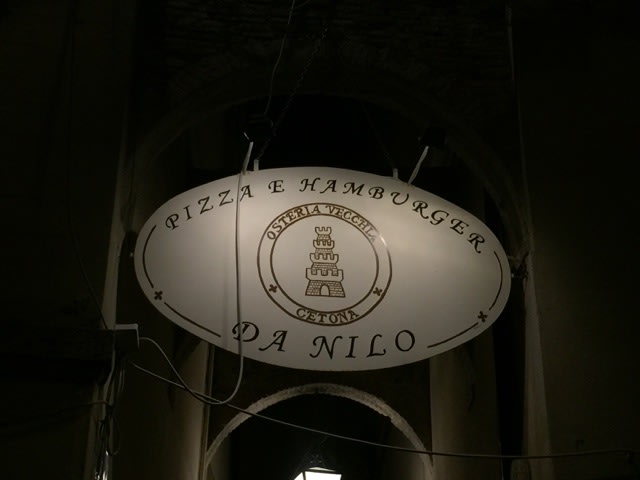 PIZZA E HAMBURGER
OSTERIA VECCHIA
CETONA
DA NILO